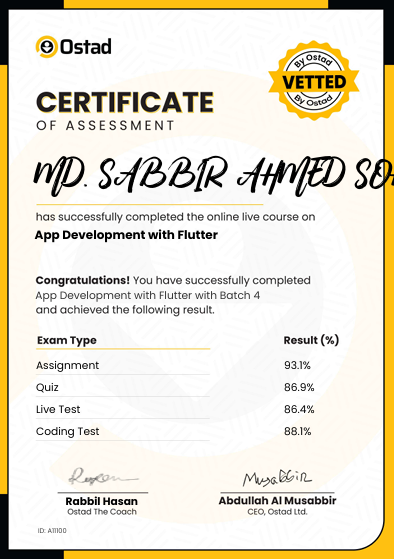 Ostad
By Ostad
VETTED
By Ostad
CERTIFICATE
OF ASSESSMENT
MD. SABBIR AHMED
has successfully completed the online live course on
App Development with Flutter
Congratulations! You have successfully completed
App Development with Flutter with Batch 4
and achieved the following result.
Exam Type Result (%)
Assignment 93.1%
Quiz 86.9%
Live Test 86.4%
Coding Test 88.1%
Musabbir
Rabbil Hasan Abdullah Al Musabbir
Ostad The Coach CEO, Ostad Ltd.
ID: A11100